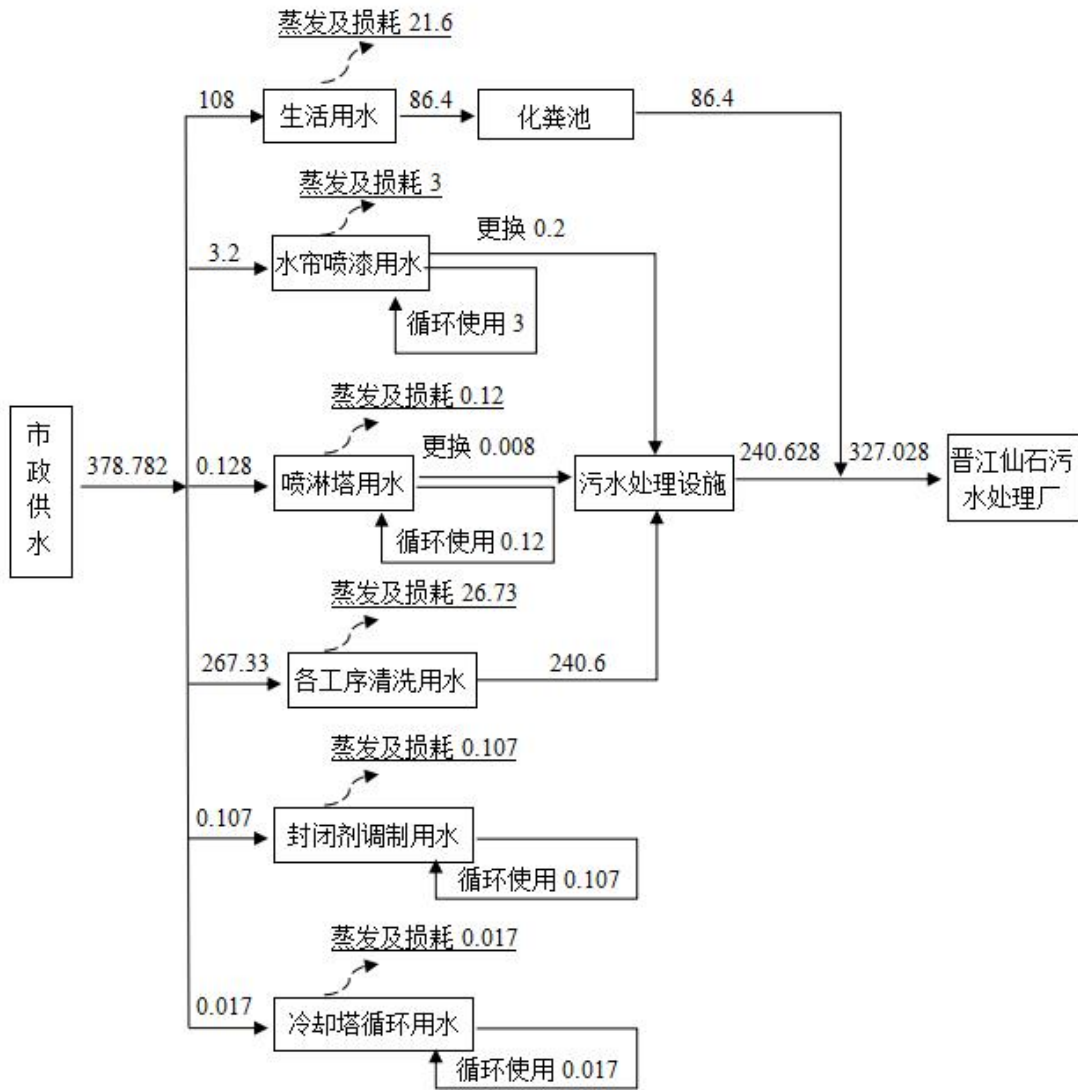 蒸发及损耗 21.6
108
生活用水
86.4
化粪池
86.4
蒸发及损耗 3
更换 0.2
3.2
水帘喷漆用水
循环使用 3
蒸发及损耗 0.12
市政供水
378.782
0.128
更换 0.008
喷淋塔用水
污水处理设施
240.628
327.028
晋江仙石污
水处理厂
循环使用 0.12
蒸发及损耗 26.73
267.33
各工序清洗用水
240.6
蒸发及损耗 0.107
0.107
封闭剂调制用水
循环使用 0.107
蒸发及损耗 0.017
0.017
冷却塔循环用水
循环使用 0.017